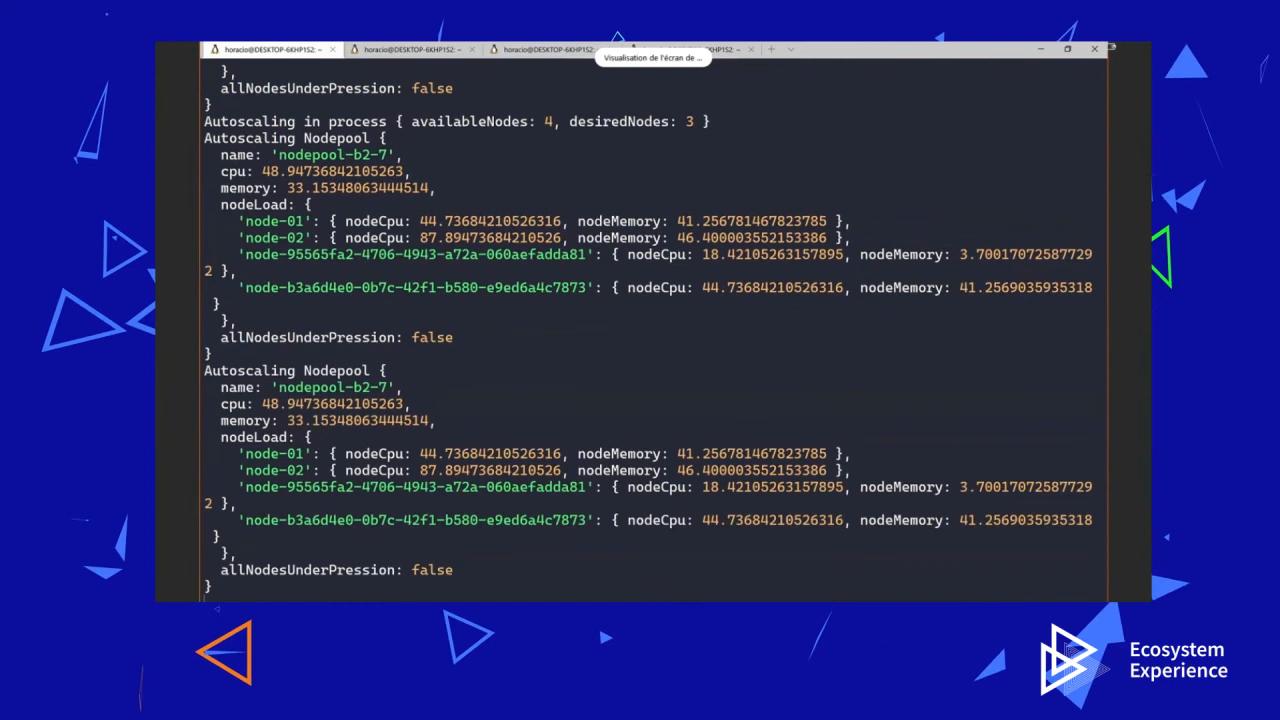 horacio@DESKTOP-6KHP1S2: ~
horacio@DESKTOP-6KHP1S2: ~
horacio@DESKTOP-6KHP1S2:
KHP1S2: ~
Visualisation de l'écran de ...
},
allNodesUnderPression: false
}
Autoscaling in process { availableNodes: 4, desiredNodes: 3 }
Autoscaling Nodepool {
name: 'nodepool-b2-7',
cpu: 48.94736842105263,
memory: 33.15348063444514,
nodeLoad: {
'node-01': { nodeCpu: 44.73684210526316, nodeMemory: 41.256781467823785 },
'node-02': { nodeCpu: 87.89473684210526, nodeMemory: 46.400003552153386 },
'node-95565fa2-4706-4943-a72a-060aefadda81': { nodeCpu: 18.42105263157895, nodeMemory: 3.70017072587729
2 },
'node-b3a6d4e0-0b7c-42f1-b580-e9ed6a4c7873': { nodeCpu: 44.73684210526316, nodeMemory: 41.2569035935318
}
},
allNodesUnderPression: false
}
Autoscaling Nodepool {
name: 'nodepool-b2-7',
cpu: 48.94736842105263,
memory: 33.15348063444514,
nodeLoad: {
'node-01': { nodeCpu: 44.73684210526316, nodeMemory: 41.256781467823785 },
'node-02': { nodeCpu: 87.89473684210526, nodeMemory: 46.400003552153386 },
'node-95565fa2-4706-4943-a72a-060aefadda81': { nodeCpu: 18.42105263157895, nodeMemory: 3.70017072587729
2 },
'node-b3a6d4e0-0b7c-42f1-b580-e9ed6a4c7873': { nodeCpu: 44.73684210526316, nodeMemory: 41.2569035935318
}
},
allNodesUnderPression: false
}
Ecosystem
Experience